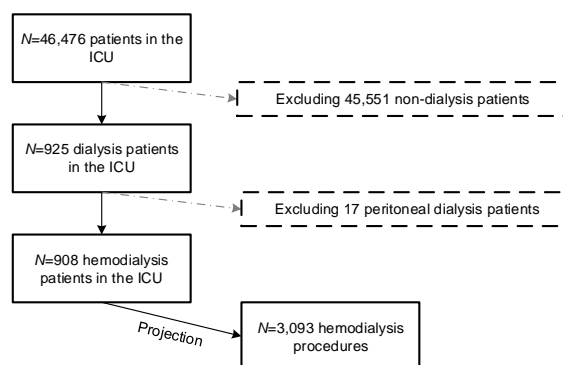 N=46,476 patients in the
ICU
Excluding 45,551 non-dialysis patients
N=925 dialysis patients
in the ICU
Excluding 17 peritoneal dialysis patients
N=908 hemodialysis
patients in the ICU
Projection
N=3,093 hemodialysis
procedures